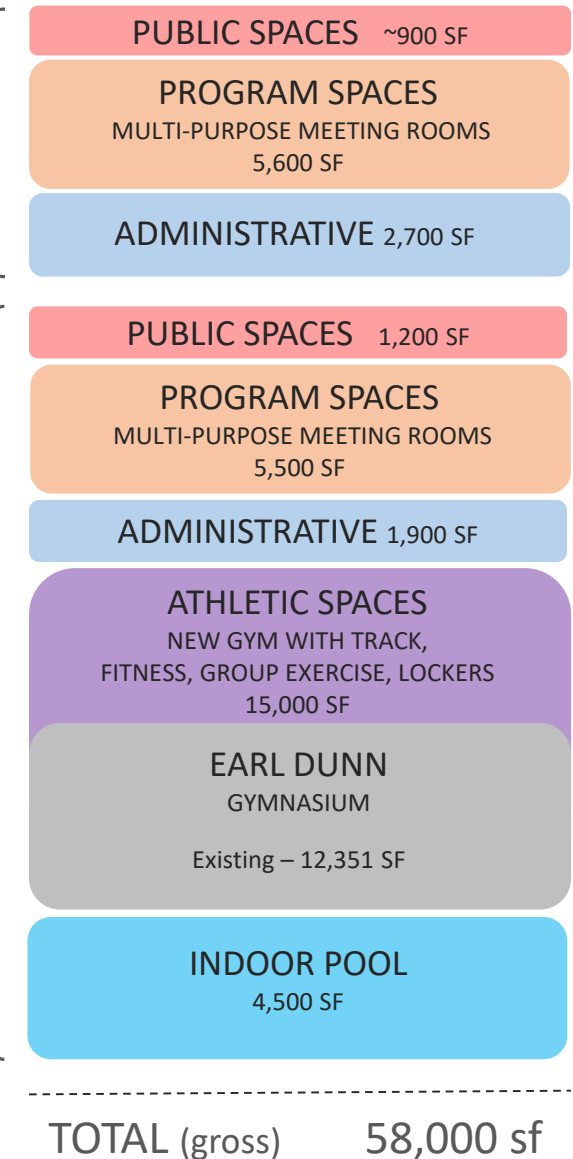 PUBLIC SPACES ~900 SF
PROGRAM SPACES
MULTI-PURPOSE MEETING ROOMS
5,600 SF
ADMINISTRATIVE 2,700 SF
PUBLIC SPACES 1,200 SF
PROGRAM SPACES
MULTI-PURPOSE MEETING ROOMS
5,500 SF
ADMINISTRATIVE 1,900 SF
ATHLETIC SPACES
NEW GYM WITH TRACK,
FITNESS, GROUP EXERCISE, LOCKERS
15,000 SF
EARL DUNN
GYMNASIUM
Existing – 12,351 SF
INDOOR POOL
4,500 SF
TOTAL (gross) 58,000 sf